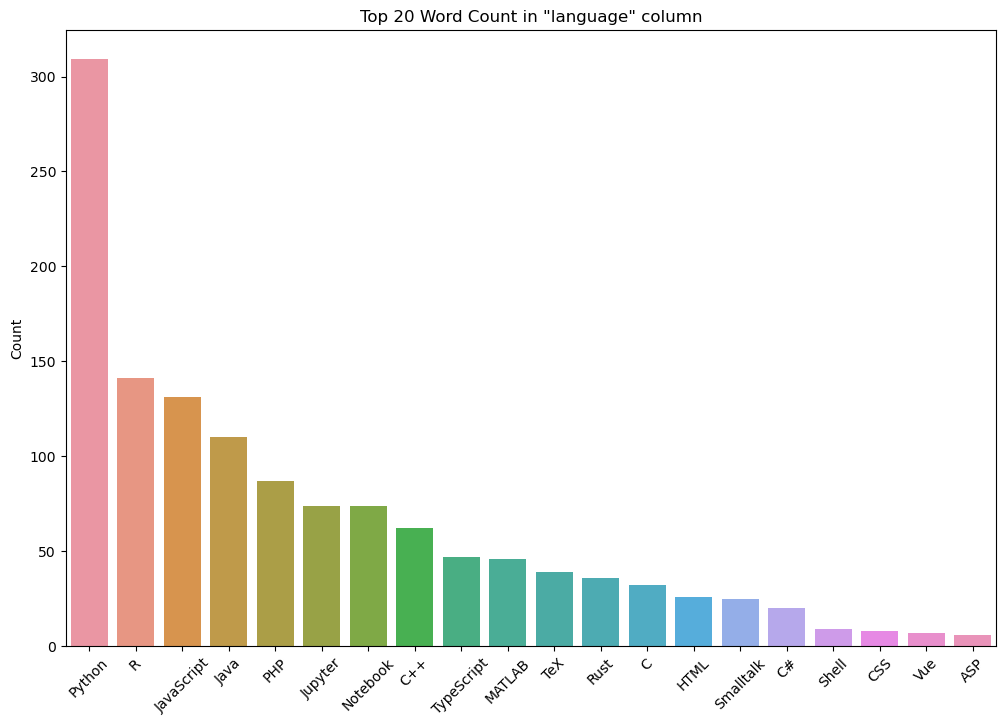 Top 20 Word Count in "language" column
Count
300
250
200
150
100
50
0
Python
R
JavaScript
Java
PHP
Jupyter
Notebook
C++
TypeScript
MATLAB
TeX
Rust
C
HTML
Smalltalk
C#
Shell
CSS
Vue
ASP